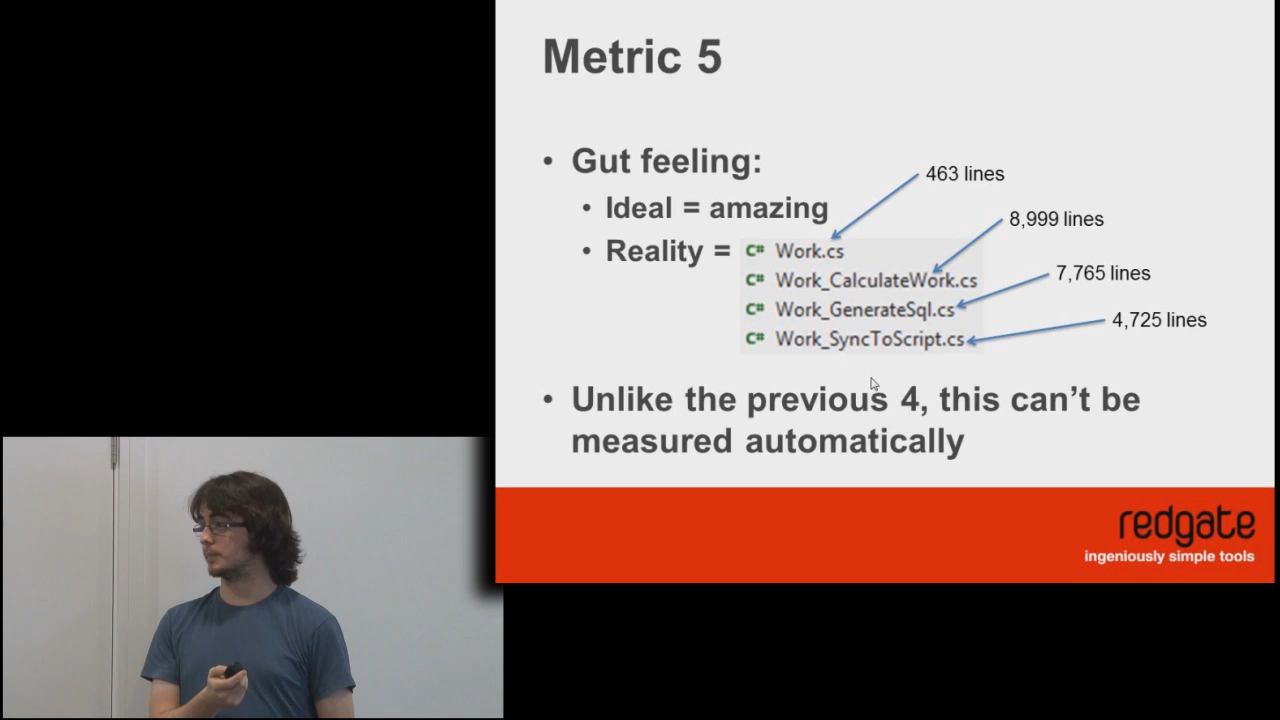 Metric 5
• Gut feeling:
• Ideal = amazing
• Reality =
463 lines
8,999 lines
7,765 lines
4,725 lines
C# Work.cs
C# Work_CalculateWork.cs
C# Work_GenerateSql.cs
C# Work_SyncToScript.cs
• Unlike the previous 4, this can't be
measured automatically
redgate
ingeniously simple tools